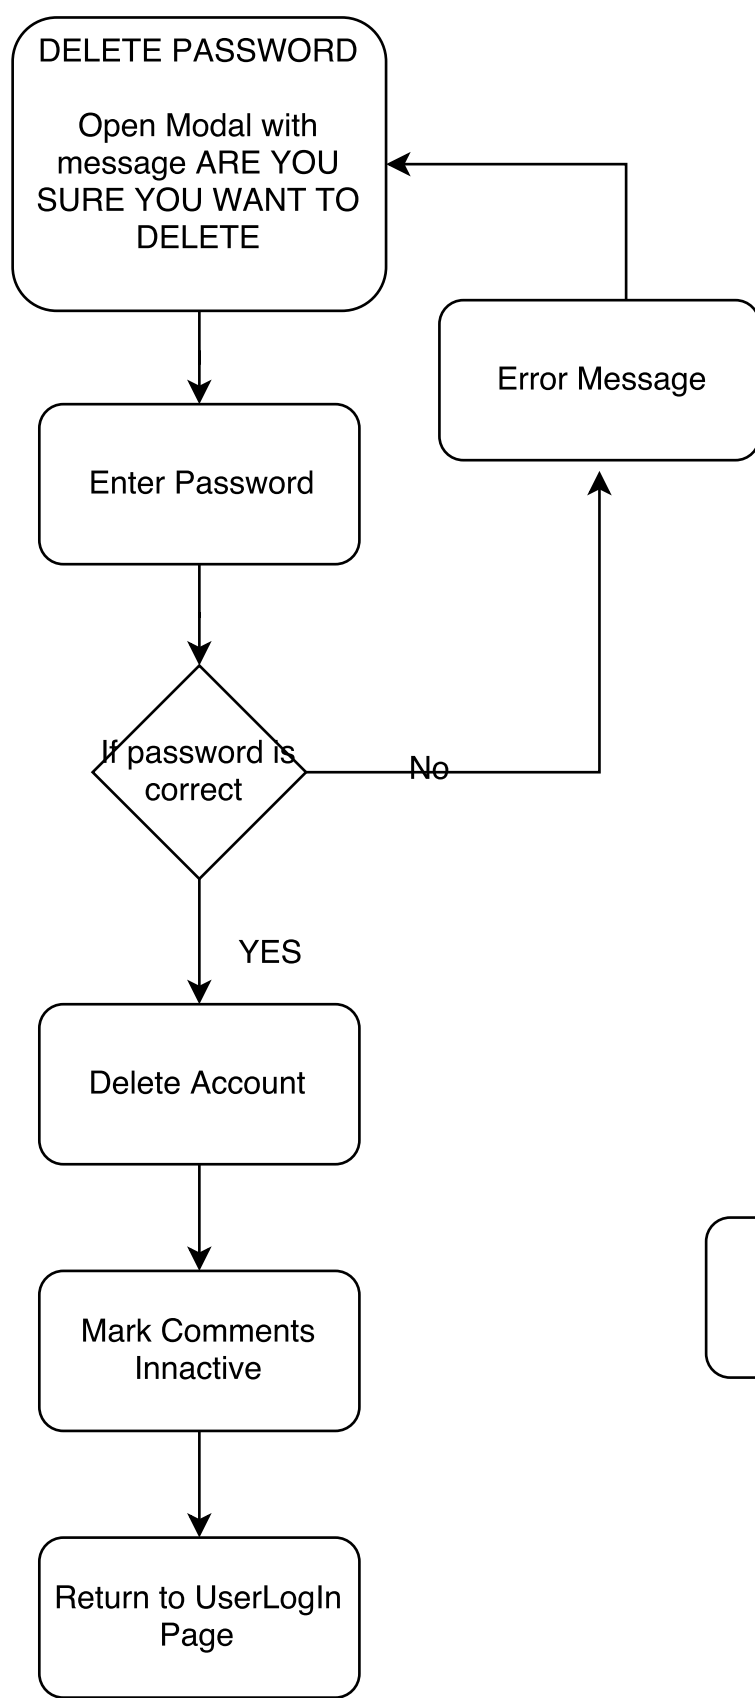 DELETE PASSWORD
Open Modal with
message ARE YOU
SURE YOU WANT TO
DELETE
Error Message
Enter Password
If password is
correct
No
YES
Delete Account
Mark Comments
Innactive
Return to UserLogIn
Page